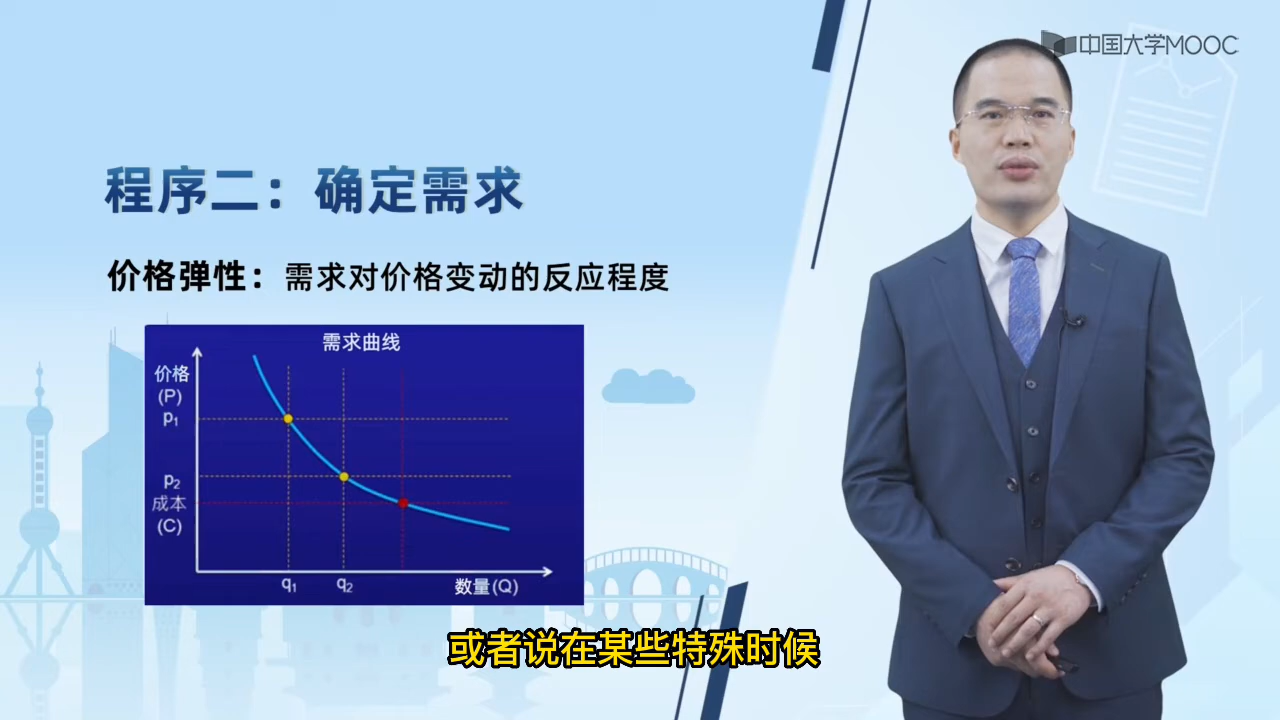 中国大学MOOC
程序二：确定需求
价格弹性：需求对价格变动的反应程度
需求曲线
价格
(P)
p₁
p₂
成本
(C)
q₁
q₂
数量(Q)
或者说在某些特殊时候